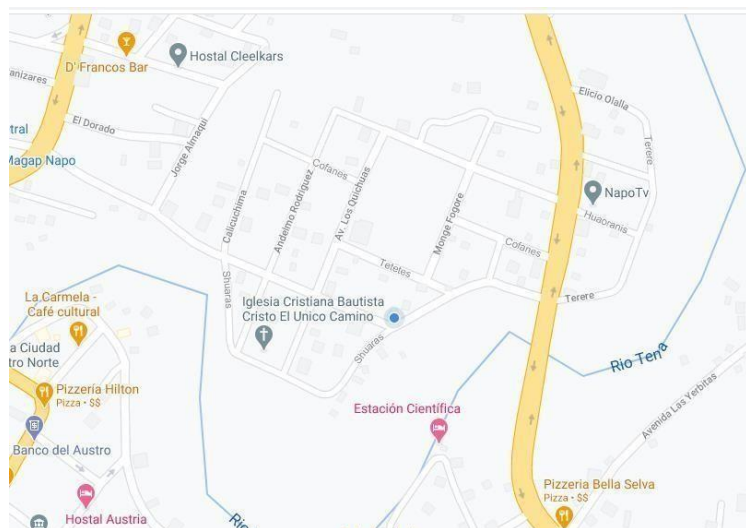 D' Francos Bar
Hostal Cleelkars
anizares
El Dorado
Jorge Almaqui
tral
Magap Napo
Elicio Olalla
Terere
NapoTv
Huaoranis
Cofanes
Cofanes
Calicuchima
Andelmo Rodríguez
Av. Los Quichuas
Monge Fogore
Tetetes
Shuaras
Terere
La Carmela -
Café cultural
Iglesia Cristiana Bautista
Cristo El Unico Camino
a Ciudad
tro Norte
Shuaras
Rio Tena
Pizzería Hilton
Pizza • $$
Estación Científica
Avenida Las Yerbitas
Banco del Austro
Pizzeria Bella Selva
Pizza • $$
Hostal Austria
Rio